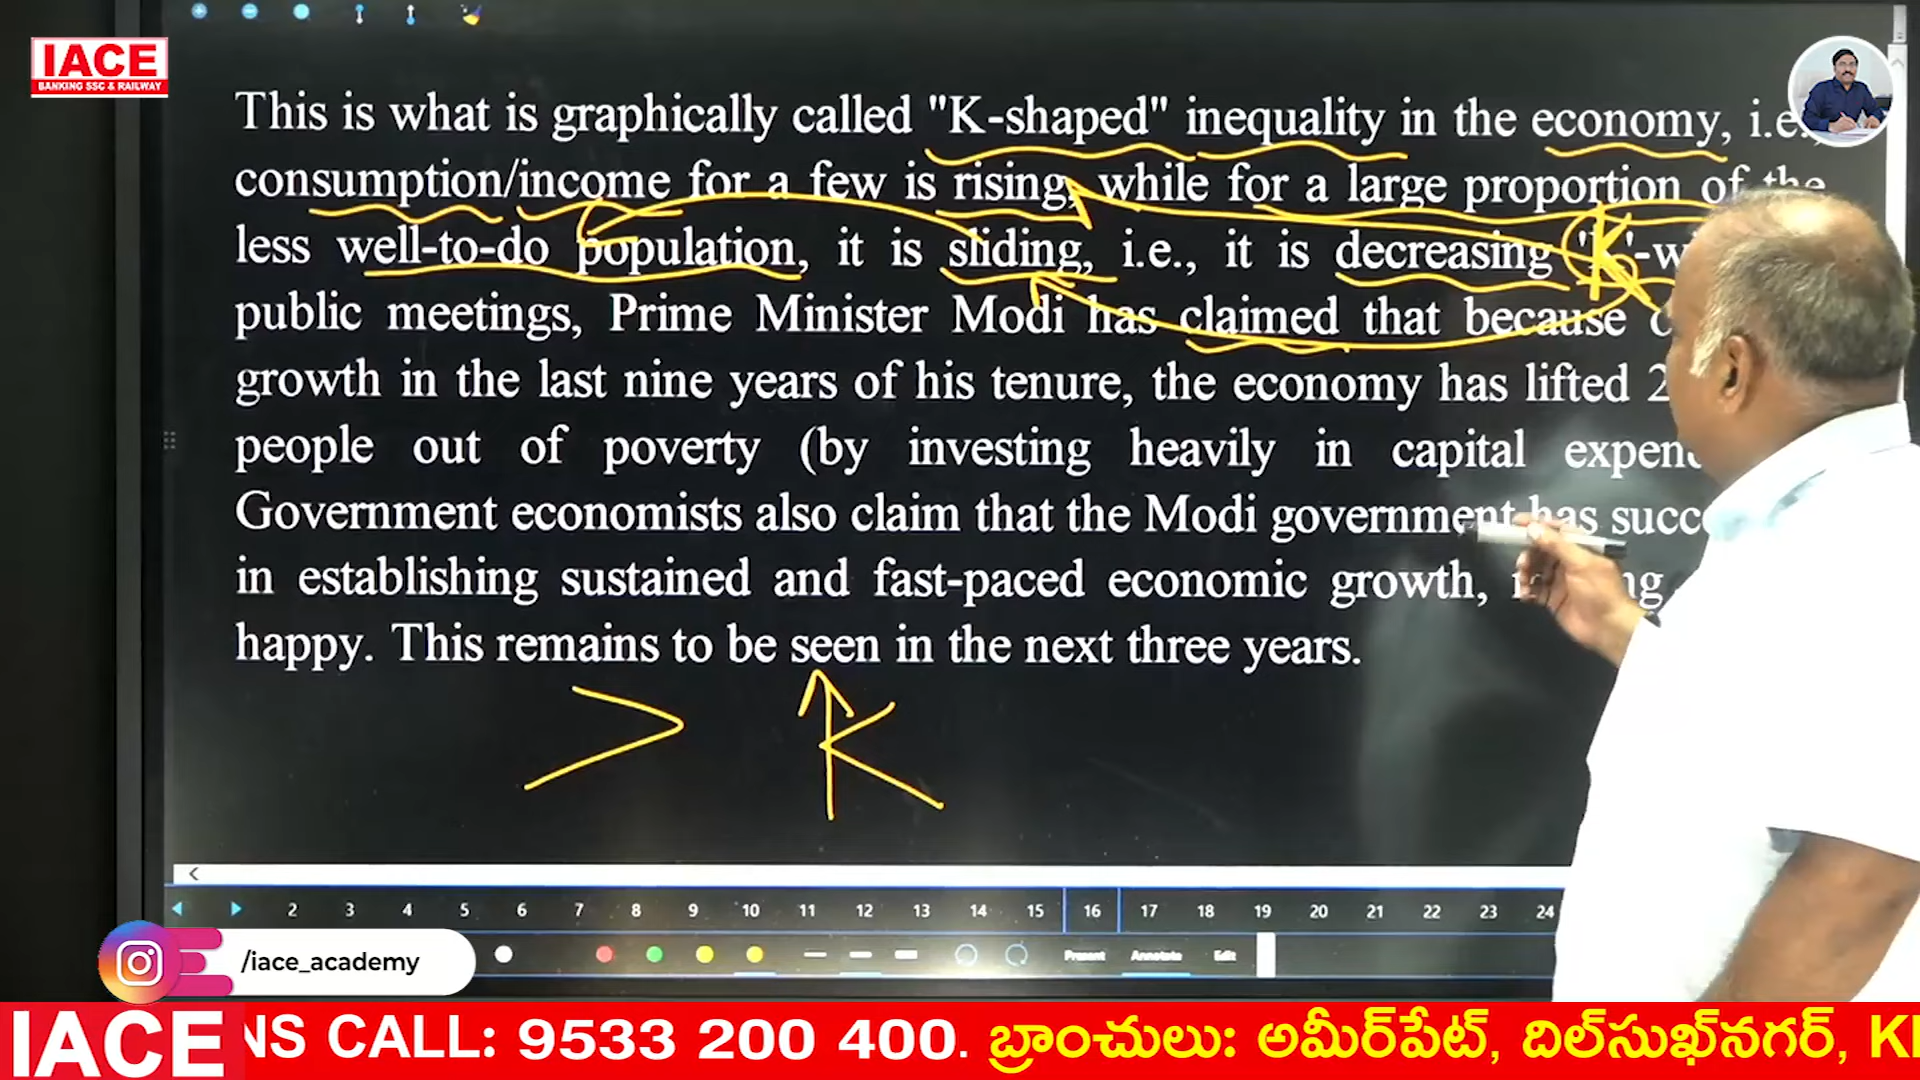 IACE
BANKING SSC & RAILWAY
This is what is graphically called "K-shaped" inequality in the economy, i.e.,
consumption/income for a few is rising, while for a large proportion of the
less well-to-do population, it is sliding, i.e., it is decreasing 'K'
public meetings, Prime Minister Modi has claimed that because
growth in the last nine years of his tenure, the economy has lifted 2
people out of poverty (by investing heavily in capital
Government economists also claim that the Modi government has
in establishing sustained and fast-paced economic growth,
happy. This remains to be seen in the next three years.
> K
2 3 4 5 6 7 8 9 10 11 12 13 14 15 16 17 18 19 20 21 22 23 24
Present Annotate Edit
/iace_academy
IACE NS CALL: 9533 200 400. బ్రాంచులు: అమీర్‌పేట్, దిల్‌సుఖ్‌నగర్,